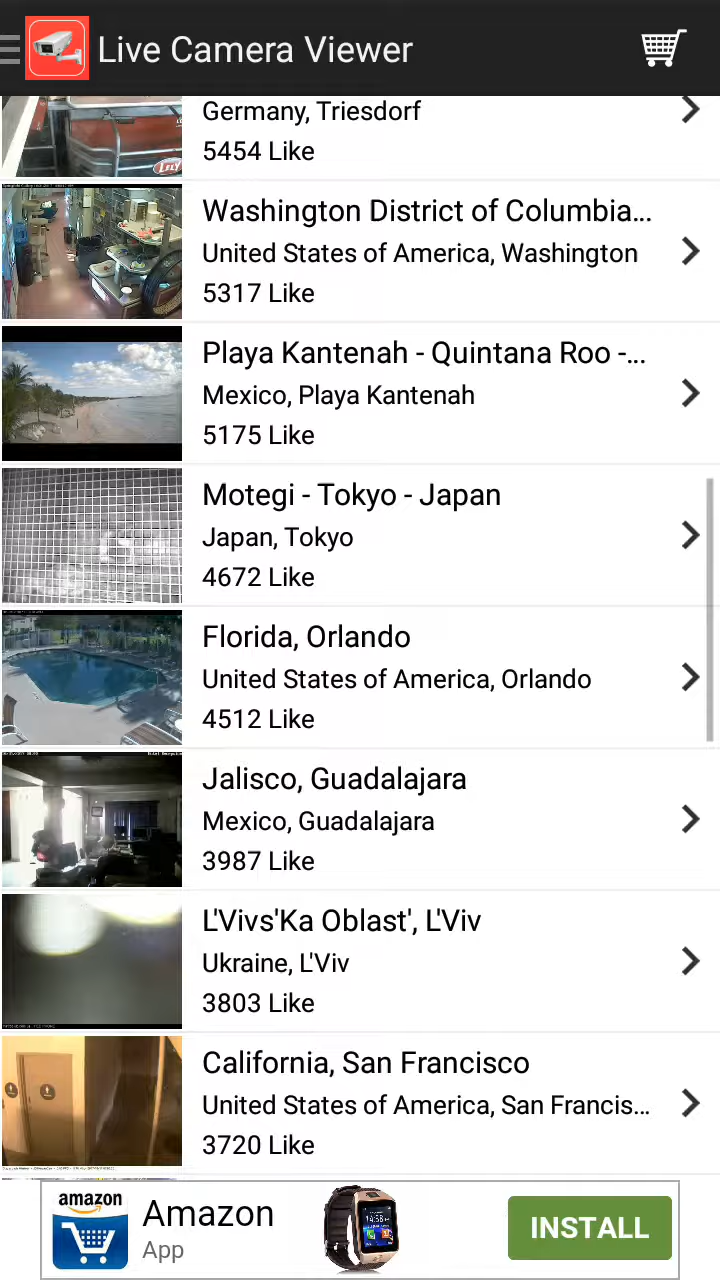 Live Camera Viewer
Germany, Triesdorf
5454 Like
Washington District of Columbia...
United States of America, Washington
5317 Like
Playa Kantenah - Quintana Roo -...
Mexico, Playa Kantenah
5175 Like
Motegi - Tokyo - Japan
Japan, Tokyo
4672 Like
Florida, Orlando
United States of America, Orlando
4512 Like
Jalisco, Guadalajara
Mexico, Guadalajara
3987 Like
L'Vivs'Ka Oblast', L'Viv
Ukraine, L'Viv
3803 Like
California, San Francisco
United States of America, San Francis...
3720 Like
amazon
Amazon
App
INSTALL